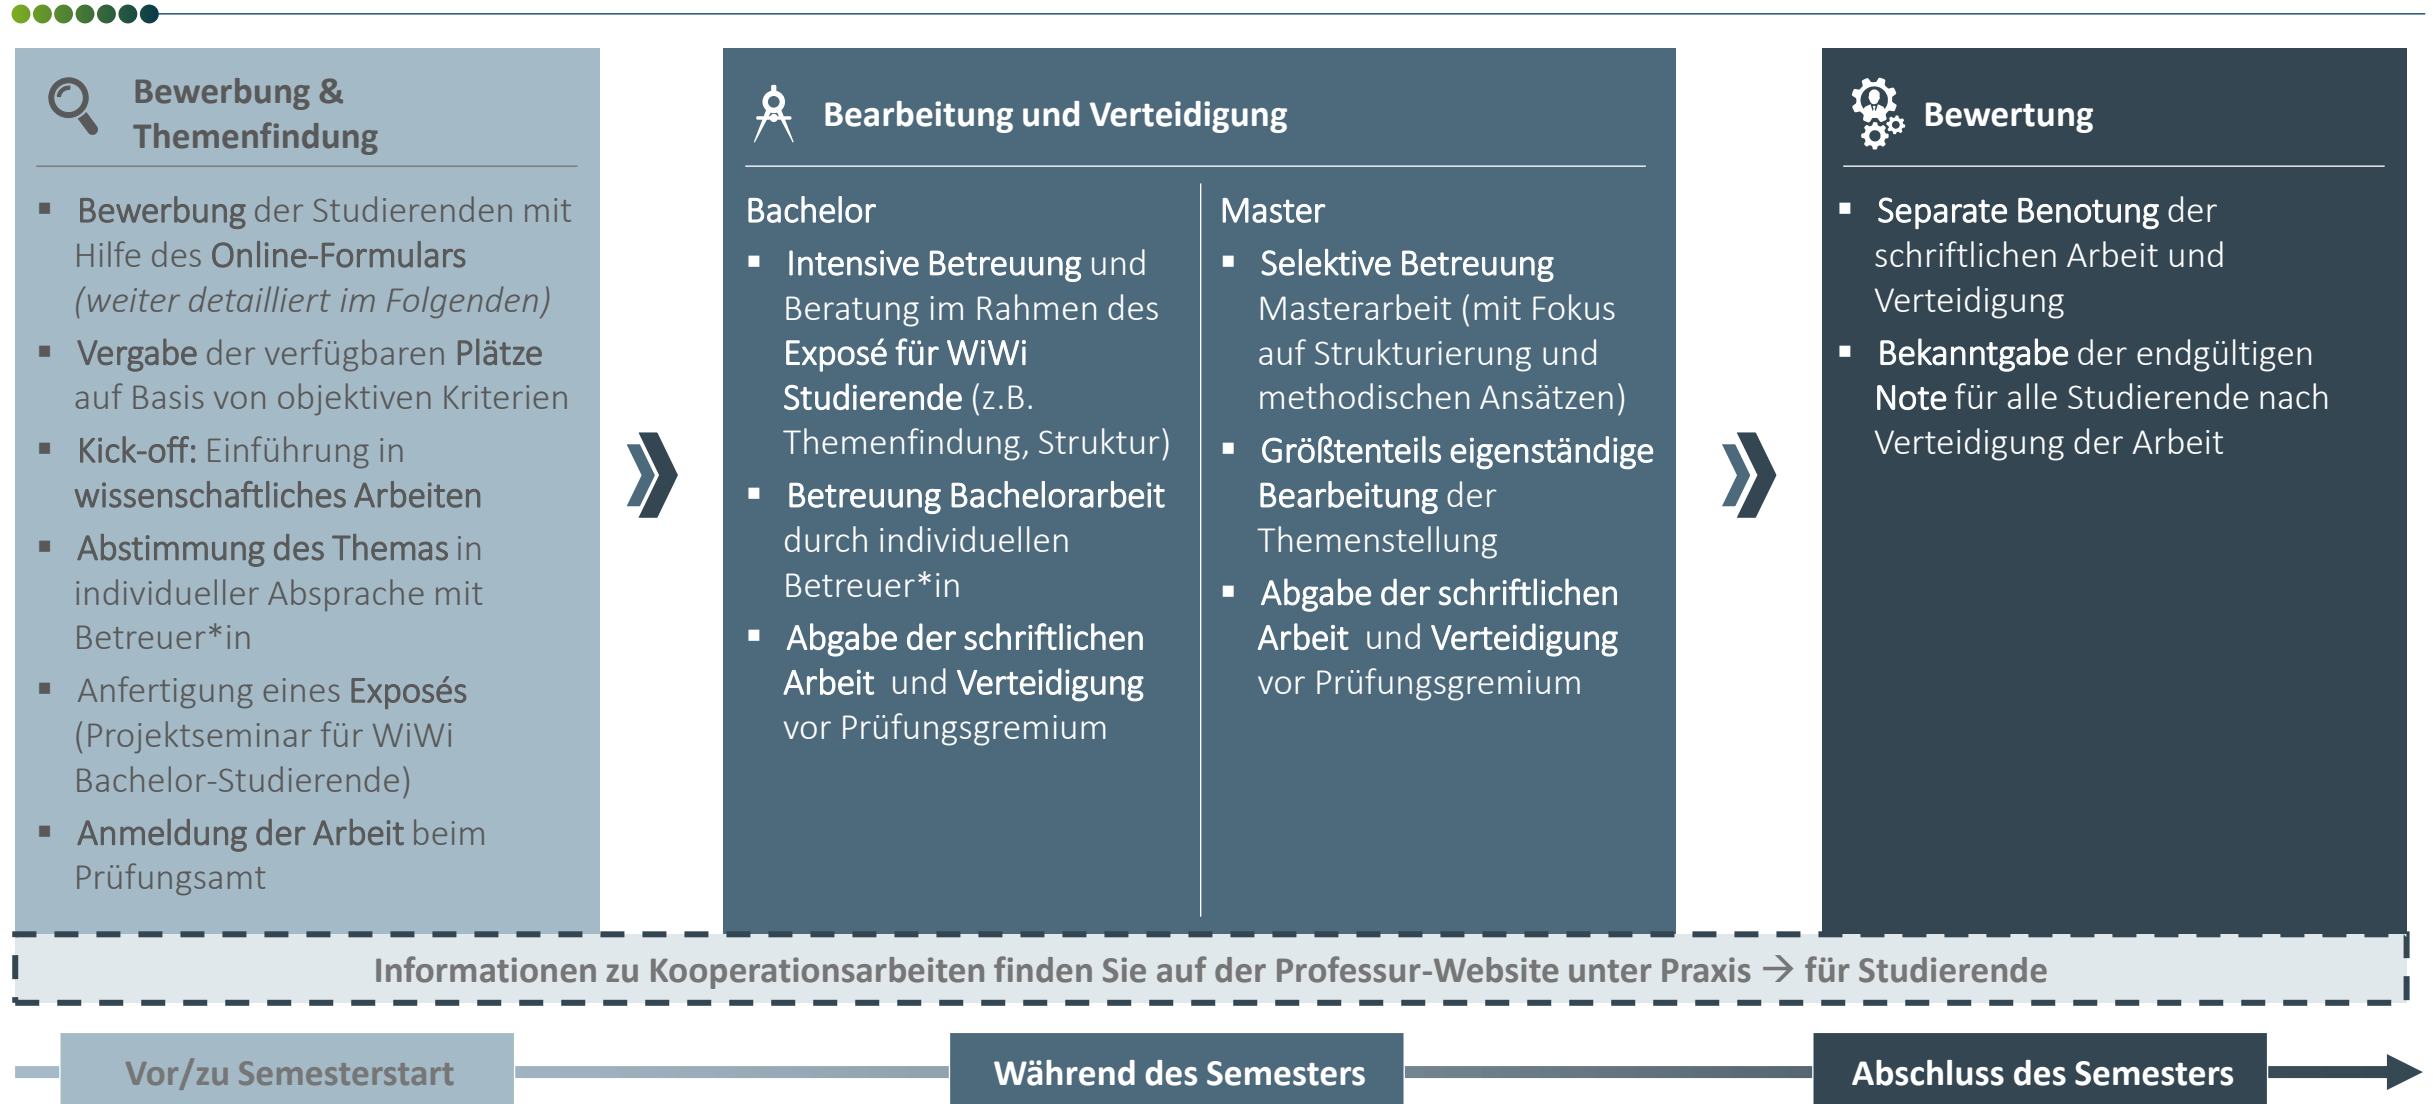 Bewerbung &
Themenfindung
▪ Bewerbung der Studierenden mit
Hilfe des Online-Formulars
(weiter detailliert im Folgenden)
▪ Vergabe der verfügbaren Plätze
auf Basis von objektiven Kriterien
▪ Kick-off: Einführung in
wissenschaftliches Arbeiten
▪ Abstimmung des Themas in
individueller Absprache mit
Betreuer*in
▪ Anfertigung eines Exposés
(Projektseminar für WiWi
Bachelor-Studierende)
▪ Anmeldung der Arbeit beim
Prüfungsamt
Bearbeitung und Verteidigung
Bachelor
▪ Intensive Betreuung und
Beratung im Rahmen des
Exposé für WiWi
Studierende (z.B.
Themenfindung, Struktur)
▪ Betreuung Bachelorarbeit
durch individuellen
Betreuer*in
▪ Abgabe der schriftlichen
Arbeit und Verteidigung
vor Prüfungsgremium
Master
▪ Selektive Betreuung
Masterarbeit (mit Fokus
auf Strukturierung und
methodischen Ansätzen)
▪ Größtenteils eigenständige
Bearbeitung der
Themenstellung
▪ Abgabe der schriftlichen
Arbeit und Verteidigung
vor Prüfungsgremium
Bewertung
▪ Separate Benotung der
schriftlichen Arbeit und
Verteidigung
▪ Bekanntgabe der endgültigen
Note für alle Studierende nach
Verteidigung der Arbeit
Informationen zu Kooperationsarbeiten finden Sie auf der Professur-Website unter Praxis → für Studierende
Vor/zu Semesterstart
Während des Semesters
Abschluss des Semesters